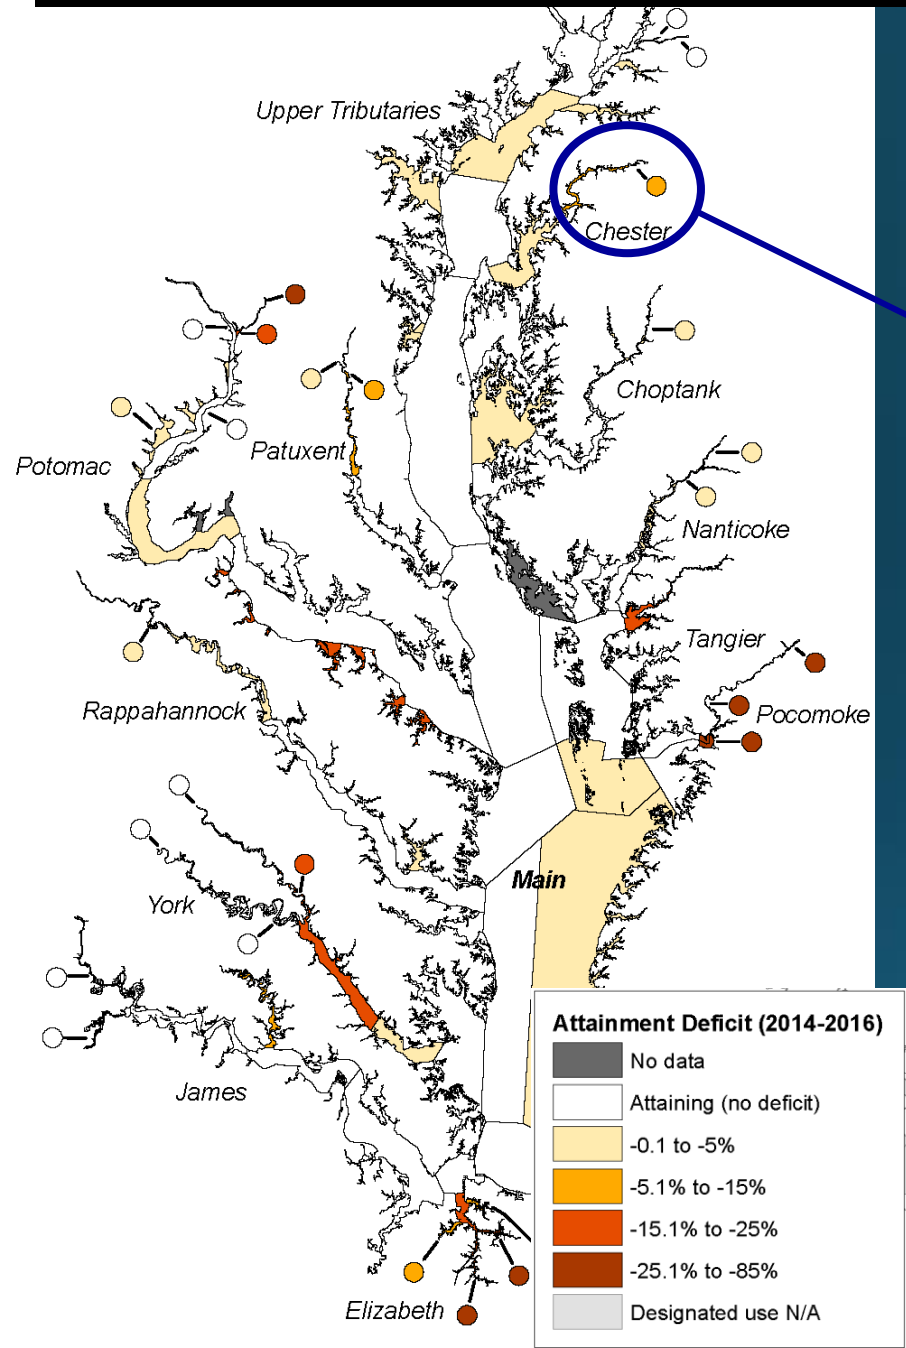 Upper Tributaries
Chester
Choptank
Patuxent
Potomac
Nanticoke
Tangier
Rappahannock
Pocomoke
Main
York
James
Elizabeth
Attainment Deficit (2014-2016)
No data
Attaining (no deficit)
-0.1 to -5%
-5.1% to -15%
-15.1% to -25%
-25.1% to -85%
Designated use N/A